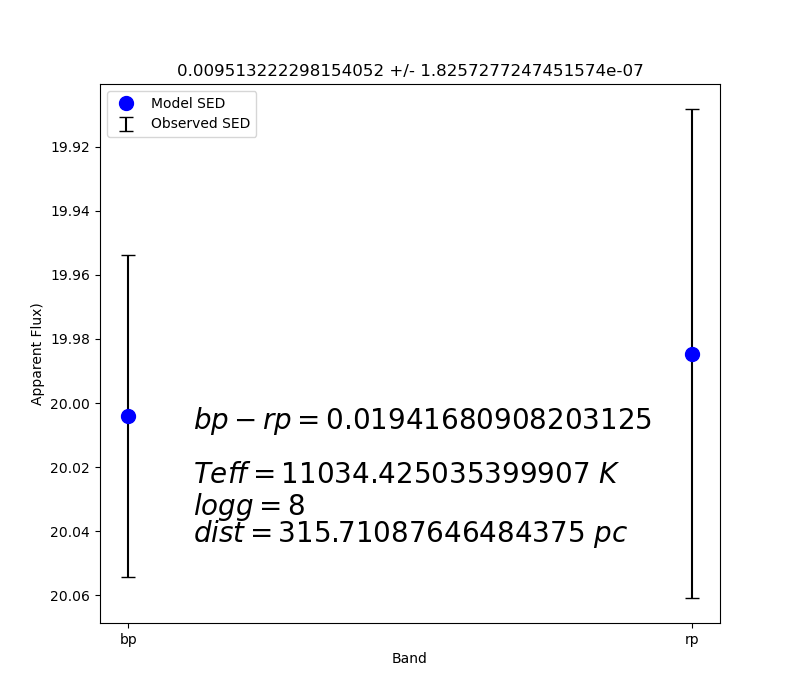 0.009513222298154052 +/- 1.8257277247451574e-07
Model SED
Observed SED
Apparent Flux)
19.92
19.94
19.96
19.98
20.00
20.02
20.04
20.06
bp − rp = 0.01941680908203125
Teff = 11034.425035399907 K
logg = 8
dist = 315.71087646484375 pc
bp rp
Band